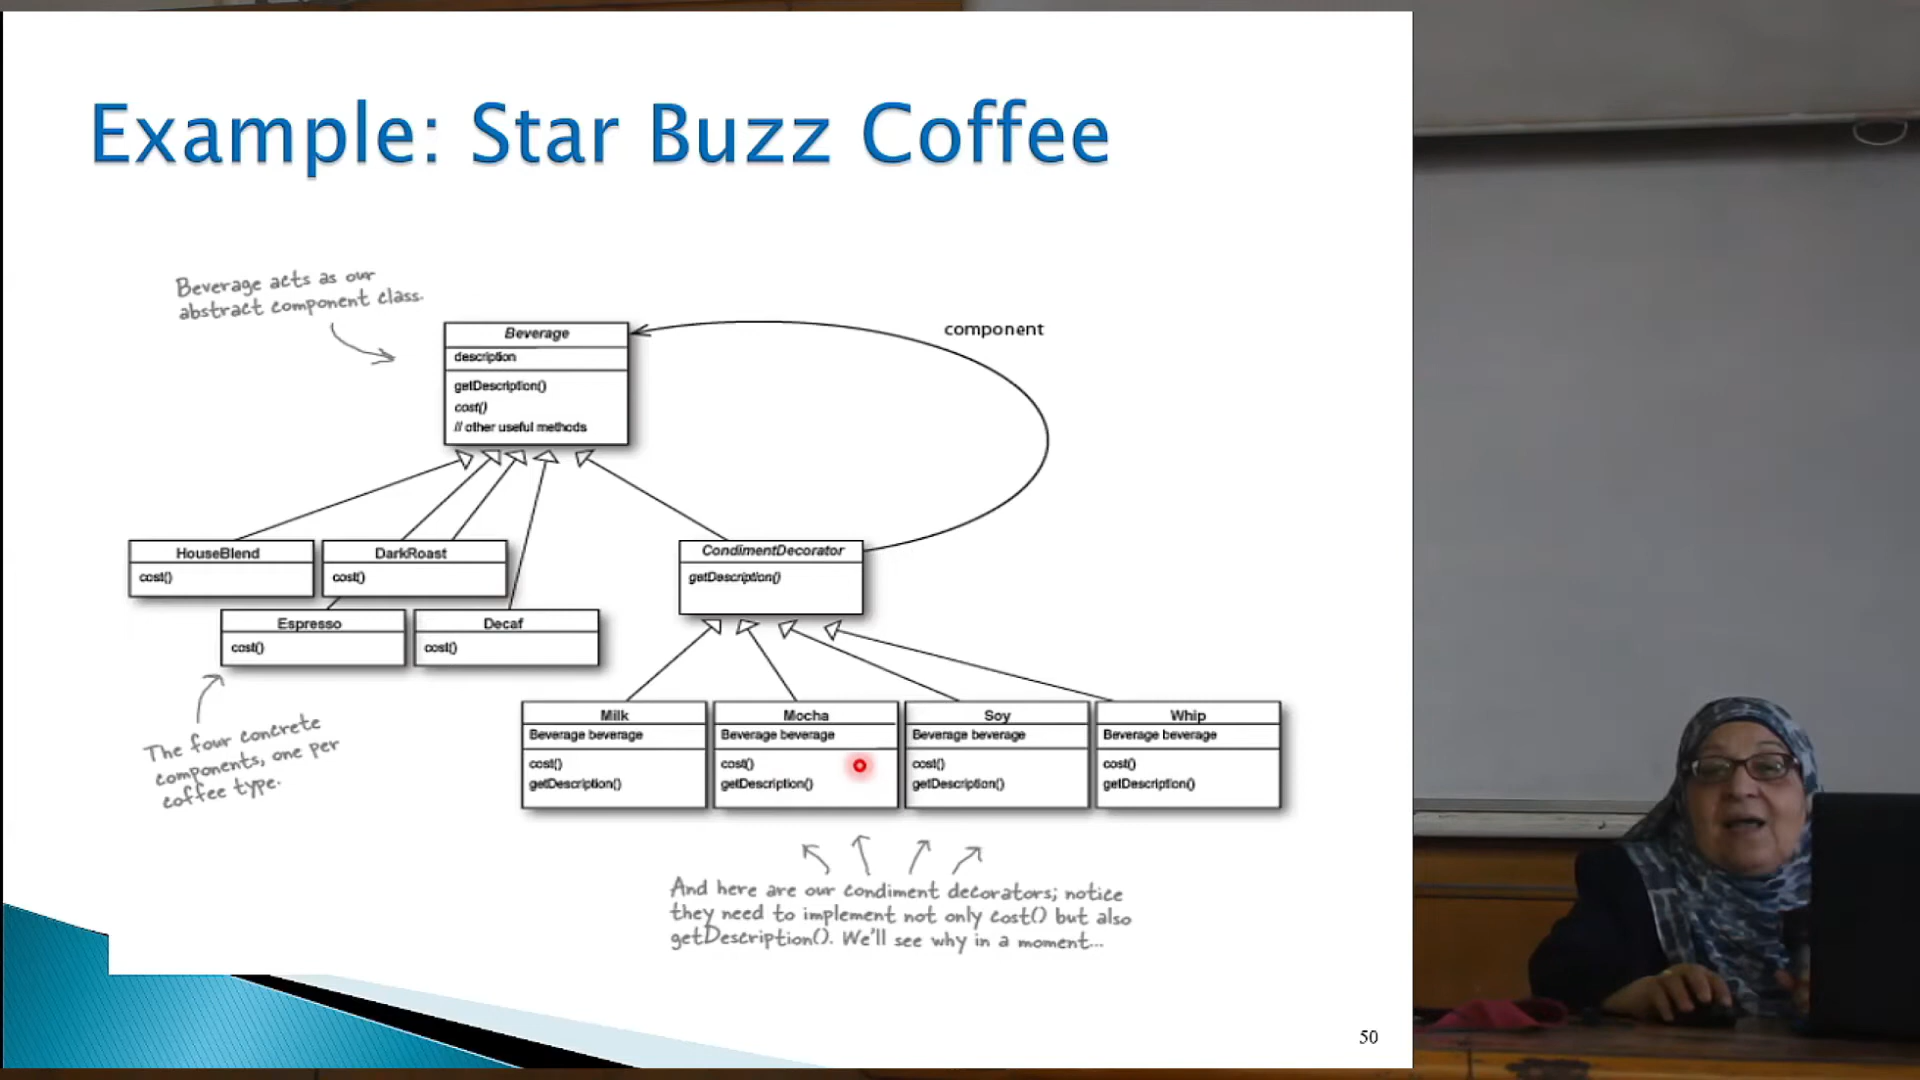 Example: Star Buzz Coffee
Beverage acts as our
abstract component class.
component
Beverage
description
getDescription()
cost()
// other useful methods
HouseBlend
cost()
DarkRoast
cost()
Espresso
cost()
Decaf
cost()
CondimentDecorator
getDescription()
The four concrete
components, one per
coffee type.
Milk
Beverage beverage
cost()
getDescription()
Mocha
Beverage beverage
cost()
getDescription()
Soy
Beverage beverage
cost()
getDescription()
Whip
Beverage beverage
cost()
getDescription()
And here are our condiment decorators; notice
they need to implement not only cost() but also
getDescription(). We'll see why in a moment...
50